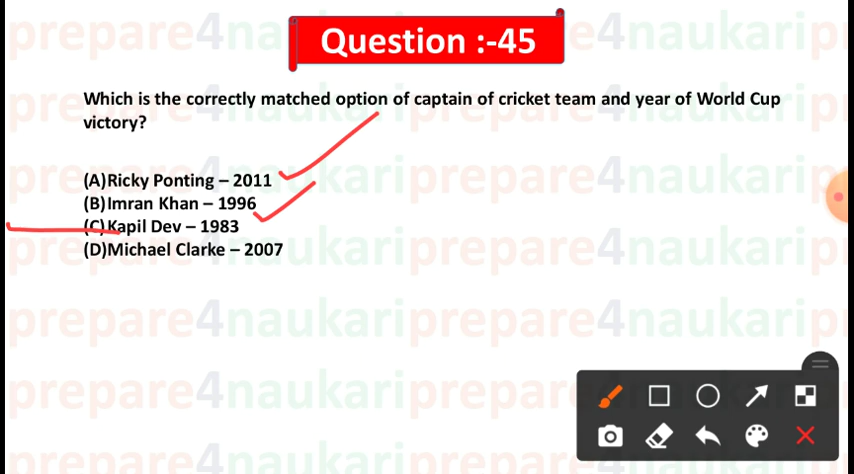 Question :-45
Which is the correctly matched option of captain of cricket team and year of World Cup
victory?
(A)Ricky Ponting – 2011
(B)Imran Khan – 1996
(C)Kapil Dev – 1983
(D)Michael Clarke – 2007
prepare4naukari